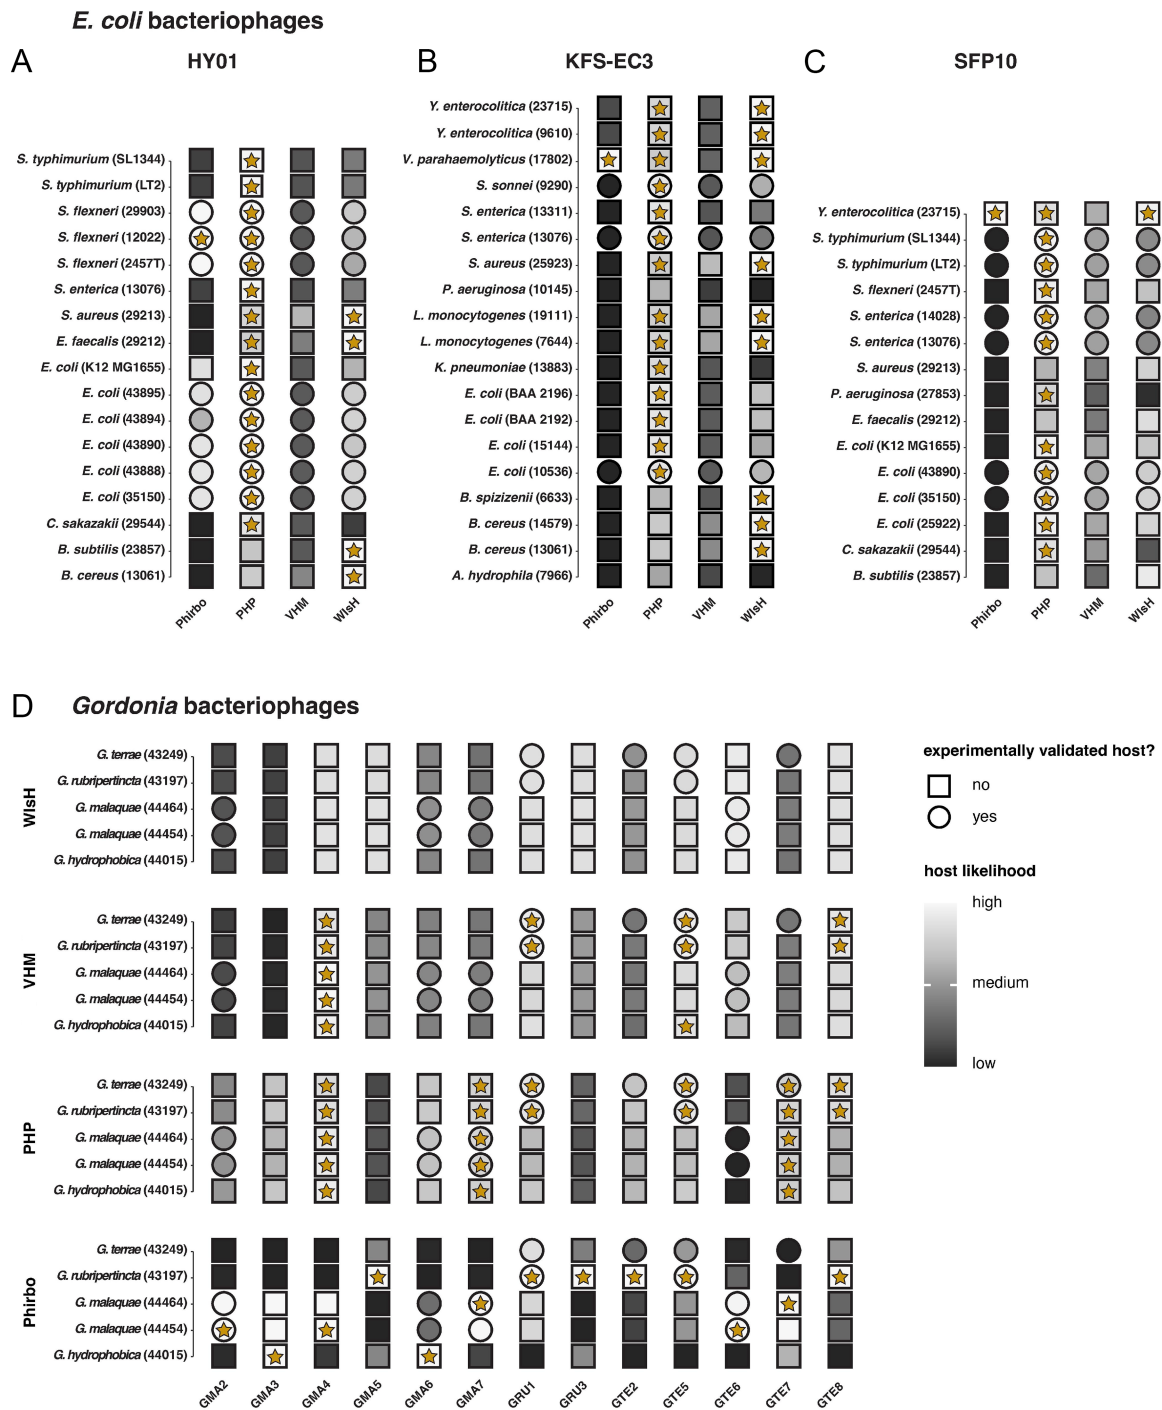 E. coli bacteriophages
A
HY01
S. typhimurium (SL1344)
S. typhimurium (LT2)
S. flexneri (29903)
S. flexneri (12022)
S. flexneri (2457T)
S. enterica (13076)
S. aureus (29213)
E. faecalis (29212)
E. coli (K12 MG1655)
E. coli (43895)
E. coli (43894)
E. coli (43890)
E. coli (43888)
E. coli (35150)
C. sakazakii (29544)
B. subtilis (23857)
B. cereus (13061)
Phirbo
PHP
VHM
WIsH
B
KFS-EC3
Y. enterocolitica (23715)
Y. enterocolitica (9610)
V. parahaemolyticus (17802)
S. sonnei (9290)
S. enterica (13311)
S. enterica (13076)
S. aureus (25923)
P. aeruginosa (10145)
L. monocytogenes (19111)
L. monocytogenes (7644)
K. pneumoniae (13883)
E. coli (BAA 2196)
E. coli (BAA 2192)
E. coli (15144)
E. coli (10536)
B. spizizenii (6633)
B. cereus (14579)
B. cereus (13061)
A. hydrophila (7966)
Phirbo
PHP
VHM
WIsH
C
SFP10
Y. enterocolitica (23715)
S. typhimurium (SL1344)
S. typhimurium (LT2)
S. flexneri (2457T)
S. enterica (14028)
S. enterica (13076)
S. aureus (29213)
P. aeruginosa (27853)
E. faecalis (29212)
E. coli (K12 MG1655)
E. coli (43890)
E. coli (35150)
E. coli (25922)
C. sakazakii (29544)
B. subtilis (23857)
Phirbo
PHP
VHM
WIsH
D
Gordonia bacteriophages
WIsH
G. terrae (43249)
G. rubripertincta (43197)
G. malaquae (44464)
G. malaquae (44454)
G. hydrophobica (44015)
VHM
G. terrae (43249)
G. rubripertincta (43197)
G. malaquae (44464)
G. malaquae (44454)
G. hydrophobica (44015)
PHP
G. terrae (43249)
G. rubripertincta (43197)
G. malaquae (44464)
G. malaquae (44454)
G. hydrophobica (44015)
Phirbo
G. terrae (43249)
G. rubripertincta (43197)
G. malaquae (44464)
G. malaquae (44454)
G. hydrophobica (44015)
GMA2
GMA3
GMA4
GMA5
GMA6
GMA7
GRU1
GRU3
GTE2
GTE5
GTE6
GTE7
GTE8
experimentally validated host?
no
yes
host likelihood
high
medium
low